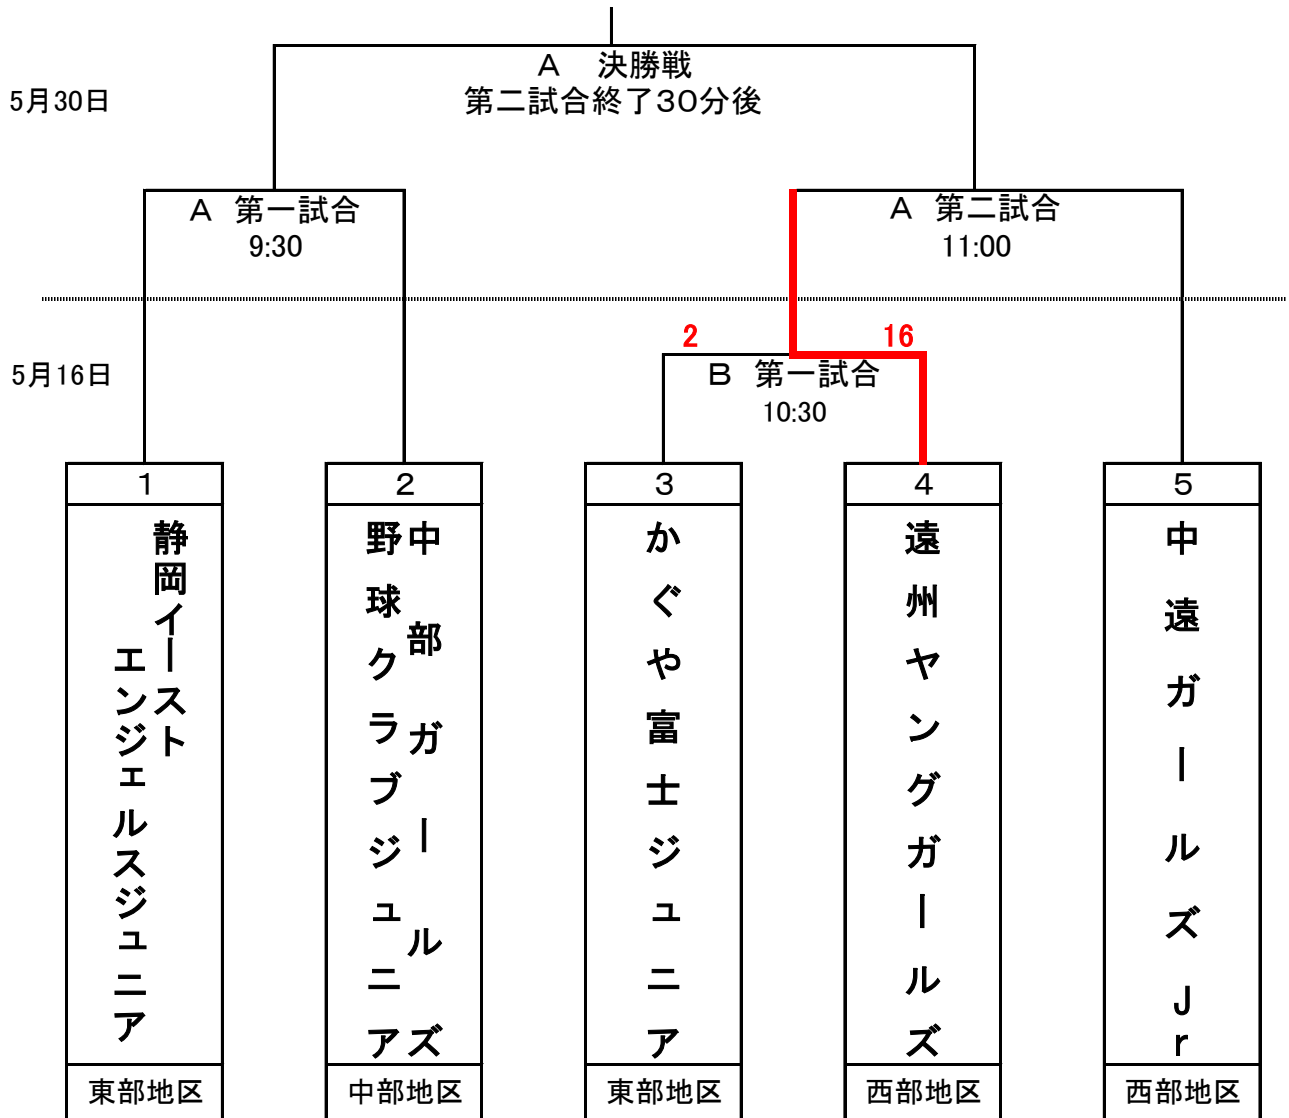 A　決勝戦
第二試合終了30分後
5月30日
A　第一試合
9:30
A　第二試合
11:00
2
16
5月16日
B　第一試合
10:30
1
2
3
4
5
静岡イースト
エンジェルスジュニア
中部ガールズ
野球クラブジュニア
かぐや富士ジュニア
遠州ヤングガールズ
中遠ガールズJr
東部地区
中部地区
東部地区
西部地区
西部地区